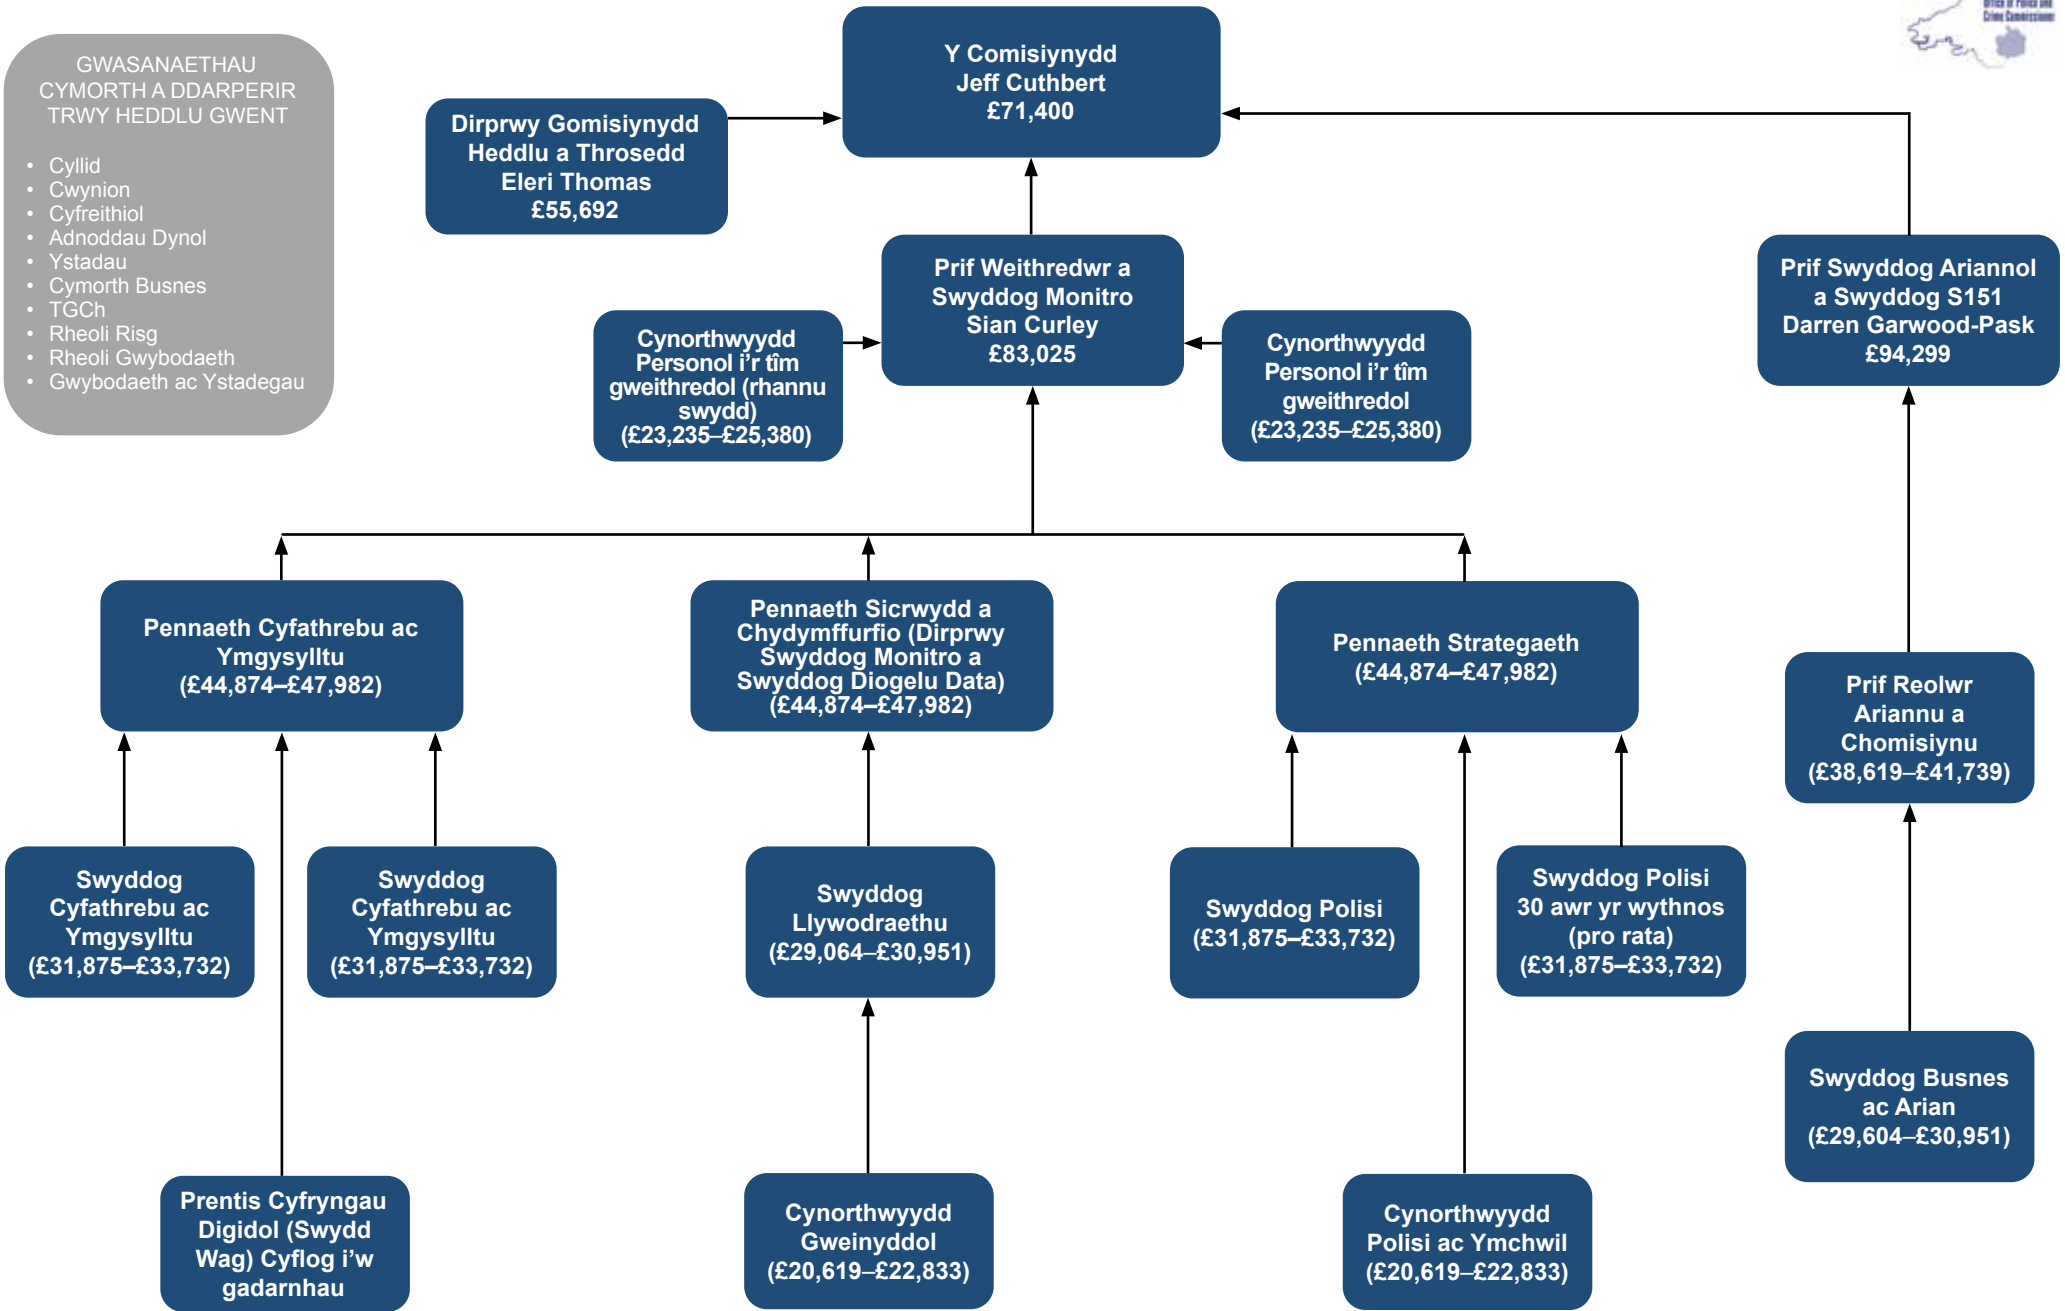 Office of Police and
Crime Commissioner
GWASANAETHAU
CYMORTH A DDARPERIR
TRWY HEDDLU GWENT
• Cyllid
• Cwynion
• Cyfreithiol
• Adnoddau Dynol
• Ystadau
• Cymorth Busnes
• TGCh
• Rheoli Risg
• Rheoli Gwybodaeth
• Gwybodaeth ac Ystadegau
Y Comisiynydd
Jeff Cuthbert
£71,400
Dirprwy Gomisiynydd
Heddlu a Throsedd
Eleri Thomas
£55,692
Prif Weithredwr a
Swyddog Monitro
Sian Curley
£83,025
Prif Swyddog Ariannol
a Swyddog S151
Darren Garwood-Pask
£94,299
Cynorthwyydd
Personol i’r tîm
gweithredol (rhannu
swydd)
(£23,235–£25,380)
Cynorthwyydd
Personol i’r tîm
gweithredol
(£23,235–£25,380)
Pennaeth Cyfathrebu ac
Ymgysylltu
(£44,874–£47,982)
Pennaeth Sicrwydd a
Chydymffurfio (Dirprwy
Swyddog Monitro a
Swyddog Diogelu Data)
(£44,874–£47,982)
Pennaeth Strategaeth
(£44,874–£47,982)
Prif Reolwr
Ariannu a
Chomisiynu
(£38,619–£41,739)
Swyddog
Cyfathrebu ac
Ymgysylltu
(£31,875–£33,732)
Swyddog
Cyfathrebu ac
Ymgysylltu
(£31,875–£33,732)
Swyddog
Llywodraethu
(£29,064–£30,951)
Swyddog Polisi
(£31,875–£33,732)
Swyddog Polisi
30 awr yr wythnos
(pro rata)
(£31,875–£33,732)
Swyddog Busnes
ac Arian
(£29,604–£30,951)
Prentis Cyfryngau
Digidol (Swydd
Wag) Cyflog i’w
gadarnhau
Cynorthwyydd
Gweinyddol
(£20,619–£22,833)
Cynorthwyydd
Polisi ac Ymchwil
(£20,619–£22,833)